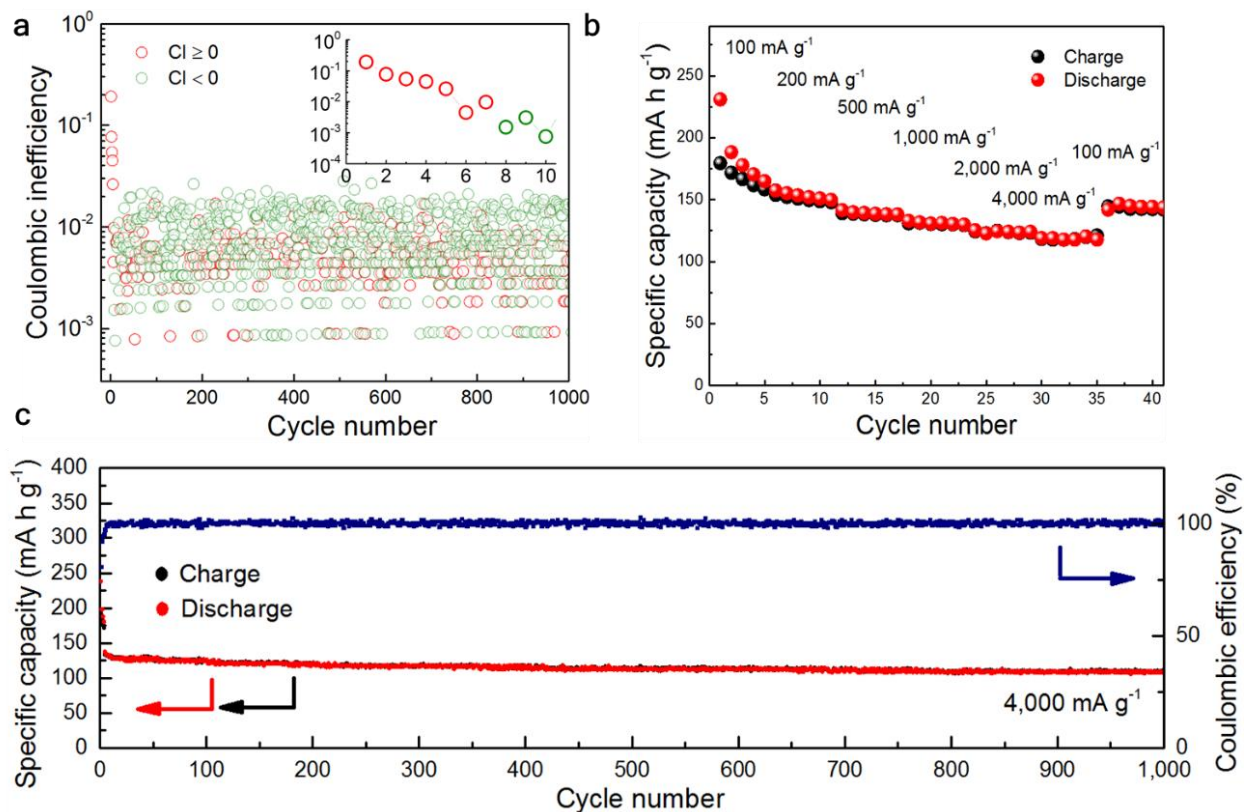 a
Coulombic inefficiency
10⁰
10⁻¹
10⁻²
10⁻³
CI ≥ 0
CI < 0
10⁰
10⁻¹
10⁻²
10⁻³
10⁻⁴
0 2 4 6 8 10
0 200 400 600 800 1000
Cycle number
b
Specific capacity (mA h g⁻¹)
250
200
150
100
50
0
100 mA g⁻¹
200 mA g⁻¹
500 mA g⁻¹
1,000 mA g⁻¹
2,000 mA g⁻¹
4,000 mA g⁻¹
100 mA g⁻¹
Charge
Discharge
0 5 10 15 20 25 30 35 40
Cycle number
c
Specific capacity (mA h g⁻¹)
400
350
300
250
200
150
100
50
0
Charge
Discharge
4,000 mA g⁻¹
100
50
0
Coulombic efficiency (%)
0 100 200 300 400 500 600 700 800 900 1,000
Cycle number